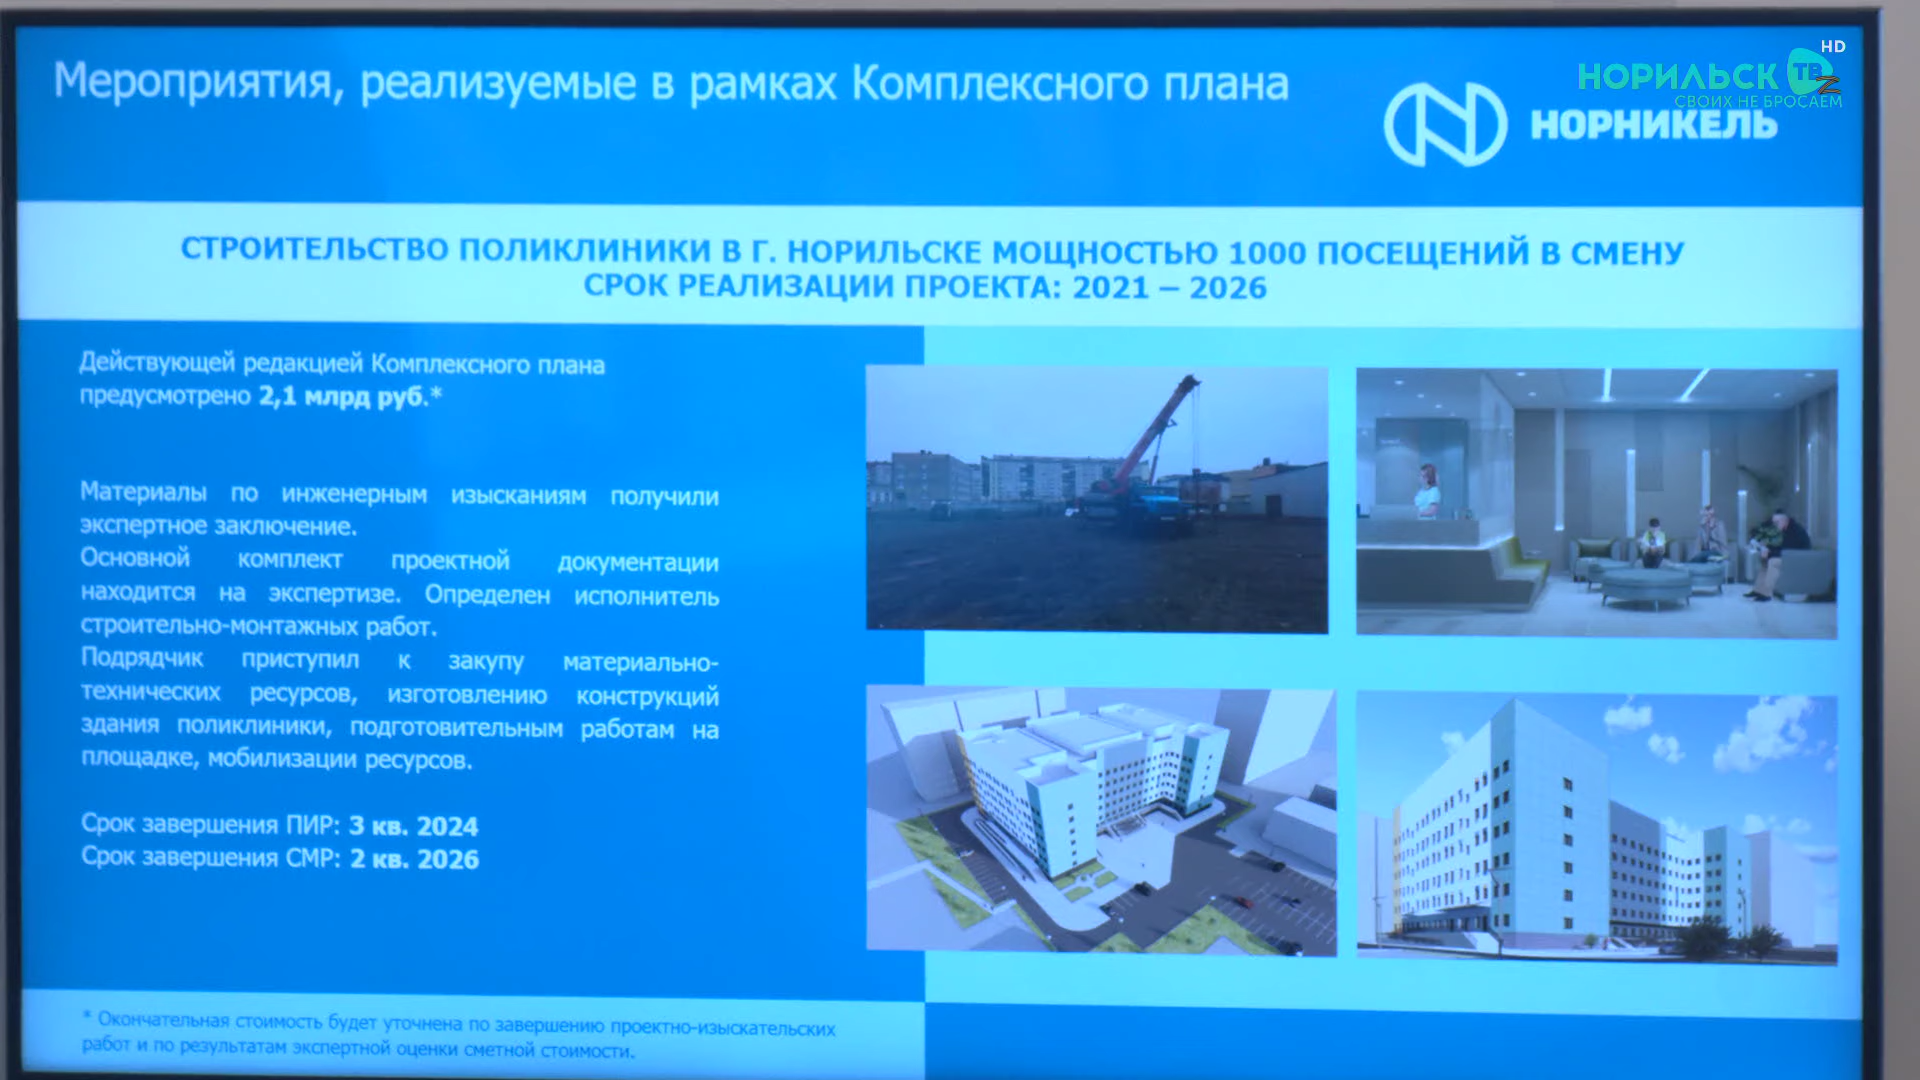 Мероприятия, реализуемые в рамках Комплексного плана
НОРИЛЬСК ТВ HD
СВОИХ НЕ БРОСАЕМ
НОРНИКЕЛЬ
СТРОИТЕЛЬСТВО ПОЛИКЛИНИКИ В Г. НОРИЛЬСКЕ МОЩНОСТЬЮ 1000 ПОСЕЩЕНИЙ В СМЕНУ
СРОК РЕАЛИЗАЦИИ ПРОЕКТА: 2021 – 2026
Действующей редакцией Комплексного плана
предусмотрено 2,1 млрд руб.*
Материалы по инженерным изысканиям получили
экспертное заключение.
Основной комплект проектной документации
находится на экспертизе. Определен исполнитель
строительно-монтажных работ.
Подрядчик приступил к закупу материально-
технических ресурсов, изготовлению конструкций
здания поликлиники, подготовительным работам на
площадке, мобилизации ресурсов.
Срок завершения ПИР: 3 кв. 2024
Срок завершения СМР: 2 кв. 2026
* Окончательная стоимость будет уточнена по завершению проектно-изыскательских
работ и по результатам экспертной оценки сметной стоимости.